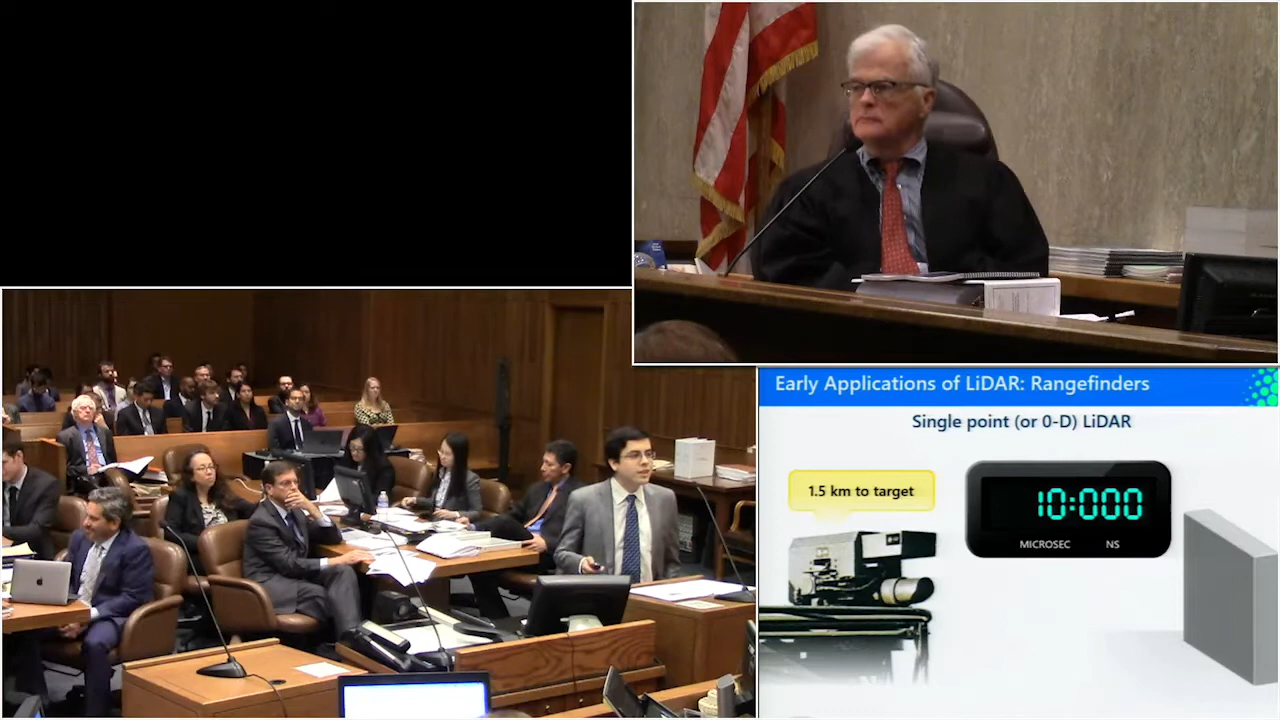 Early Applications of LiDAR: Rangefinders
Single point (or 0-D) LiDAR
1.5 km to target
10:000
MICROSEC NS